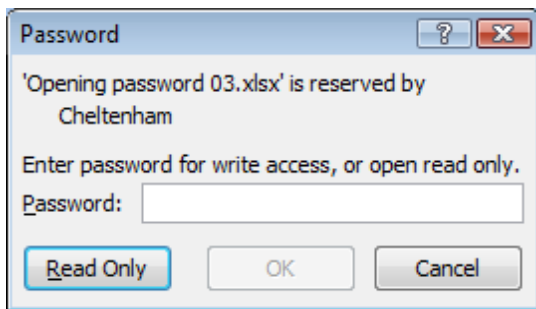 Password
?
'Opening password 03.xlsx' is reserved by
Cheltenham
Enter password for write access, or open read only.
Password:
Read Only OK Cancel